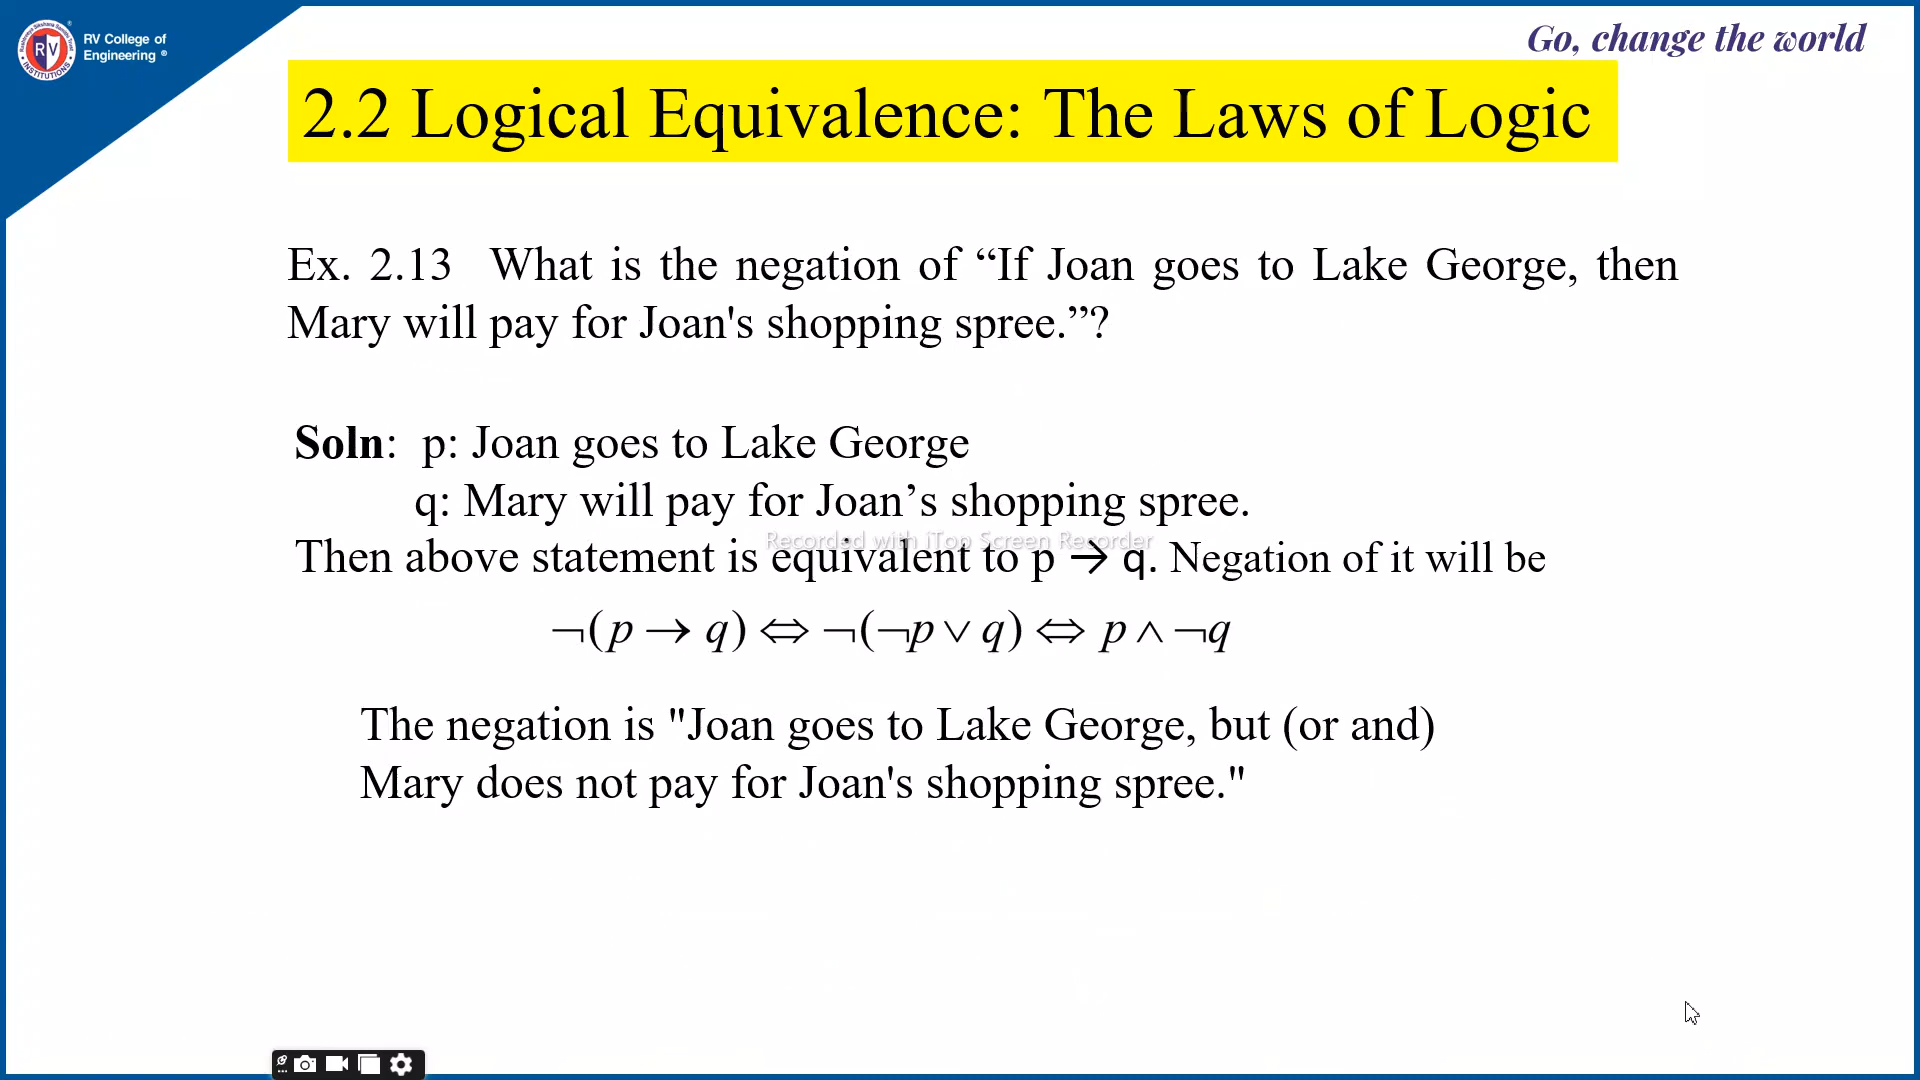 RV College of
Engineering ®
Go, change the world
2.2 Logical Equivalence: The Laws of Logic
Ex. 2.13 What is the negation of “If Joan goes to Lake George, then
Mary will pay for Joan's shopping spree.”?
Soln: p: Joan goes to Lake George
q: Mary will pay for Joan’s shopping spree.
Recorded with iTop Screen Recorder
Then above statement is equivalent to p → q. Negation of it will be
¬(p → q) ⇔ ¬(¬p ∨ q) ⇔ p ∧ ¬q
The negation is "Joan goes to Lake George, but (or and)
Mary does not pay for Joan's shopping spree."
RV
INSTITUTIONS